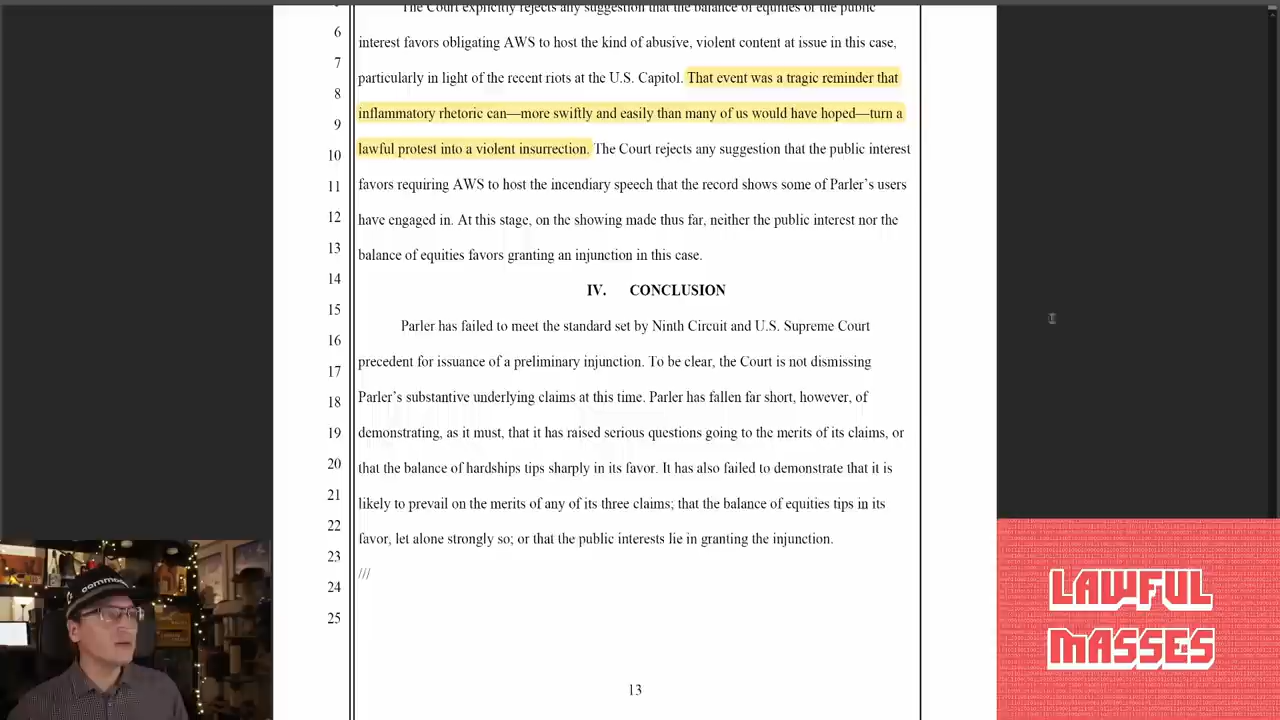 The Court explicitly rejects any suggestion that the balance of equities or the public
6
interest favors obligating AWS to host the kind of abusive, violent content at issue in this case,
7
particularly in light of the recent riots at the U.S. Capitol. That event was a tragic reminder that
8
inflammatory rhetoric can—more swiftly and easily than many of us would have hoped—turn a
9
lawful protest into a violent insurrection. The Court rejects any suggestion that the public interest
10
favors requiring AWS to host the incendiary speech that the record shows some of Parler's users
11
have engaged in. At this stage, on the showing made thus far, neither the public interest nor the
12
balance of equities favors granting an injunction in this case.
13
IV. CONCLUSION
14
Parler has failed to meet the standard set by Ninth Circuit and U.S. Supreme Court
15
precedent for issuance of a preliminary injunction. To be clear, the Court is not dismissing
16
Parler's substantive underlying claims at this time. Parler has fallen far short, however, of
17
demonstrating, as it must, that it has raised serious questions going to the merits of its claims, or
18
that the balance of hardships tips sharply in its favor. It has also failed to demonstrate that it is
19
likely to prevail on the merits of any of its three claims; that the balance of equities tips in its
20
favor, let alone strongly so; or that the public interests lie in granting the injunction.
21
22
23
///
24
25
13
LAWFUL
MASSES